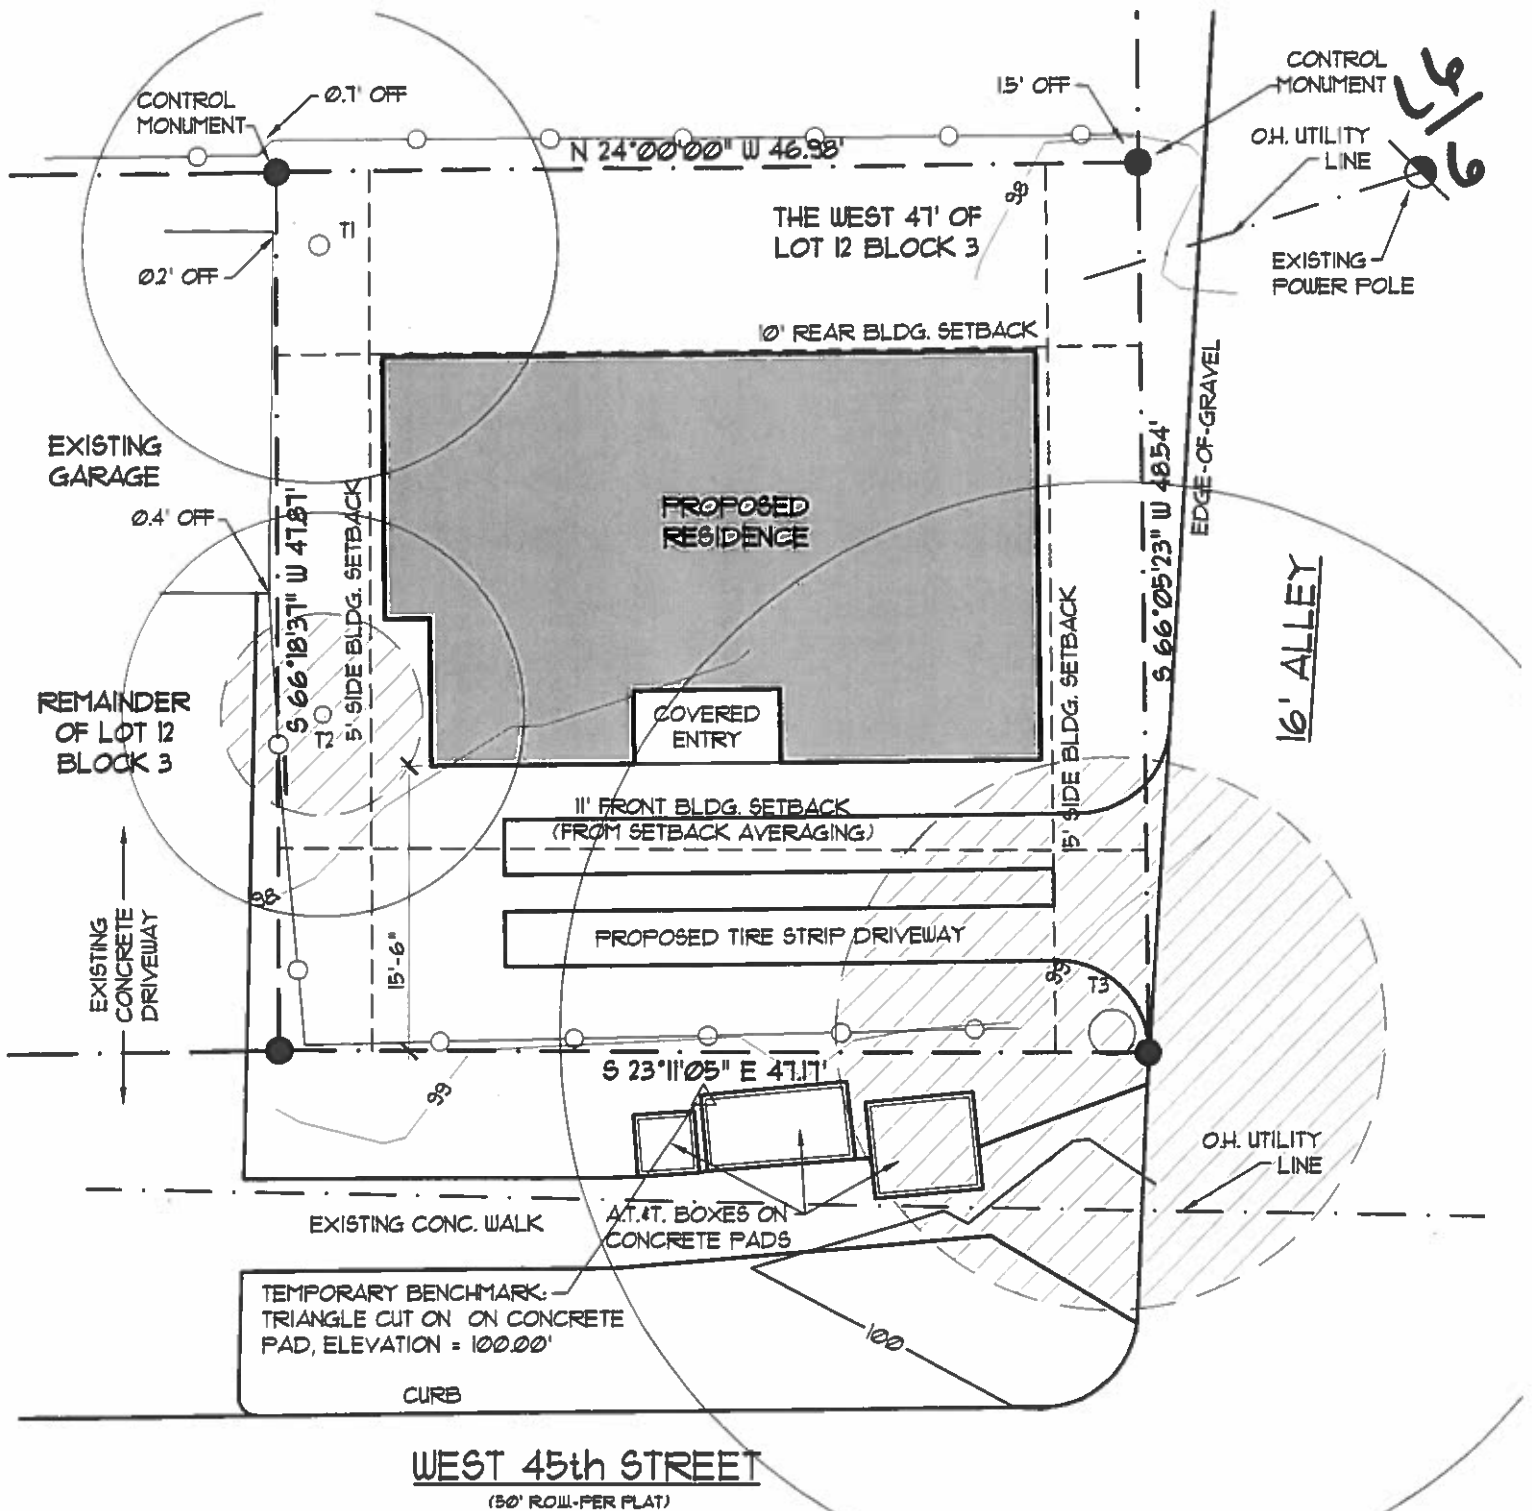 CONTROL
MONUMENT
0.7' OFF
1.5' OFF
CONTROL
MONUMENT
O.H. UTILITY
LINE
6
N 24°00'00" W 46.98'
T1
THE WEST 47' OF
LOT 12 BLOCK 3
98
0.2' OFF
EXISTING
POWER POLE
10' REAR BLDG. SETBACK
EDGE-OF-GRAVEL
EXISTING
GARAGE
0.4' OFF
S 66°18'37" W 47.87'
5' SIDE BLDG. SETBACK
PROPOSED
RESIDENCE
S 66°05'23" W 48.54'
16' ALLEY
REMAINDER
OF LOT 12
BLOCK 3
T2
COVERED
ENTRY
5' SIDE BLDG. SETBACK
11' FRONT BLDG. SETBACK
(FROM SETBACK AVERAGING)
98
EXISTING
CONCRETE
DRIVEWAY
15'-6"
PROPOSED TIRE STRIP DRIVEWAY
99
T3
S 23°11'05" E 47.17'
99
O.H. UTILITY
LINE
EXISTING CONC. WALK
A.T.&T. BOXES ON
CONCRETE PADS
TEMPORARY BENCHMARK:
TRIANGLE CUT ON ON CONCRETE
PAD, ELEVATION = 100.00'
100
CURB
WEST 45th STREET
(50' R.O.W.-PER PLAT)